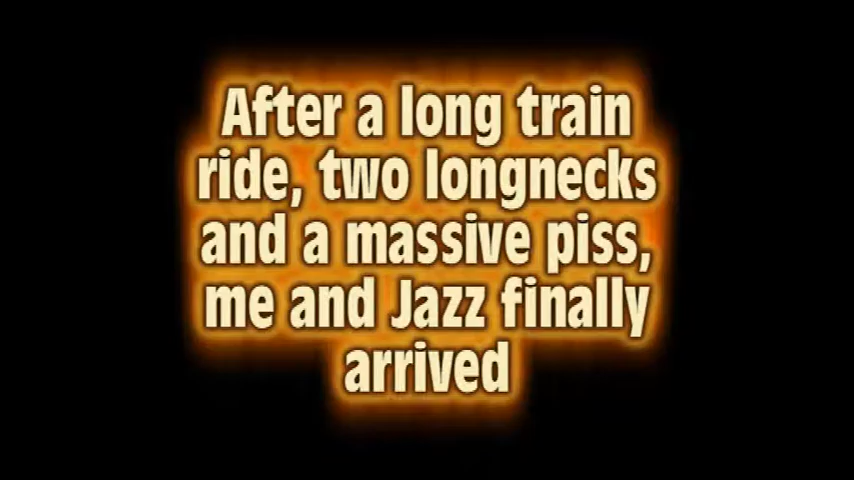 After a long train
ride, two longnecks
and a massive piss,
me and Jazz finally
arrived